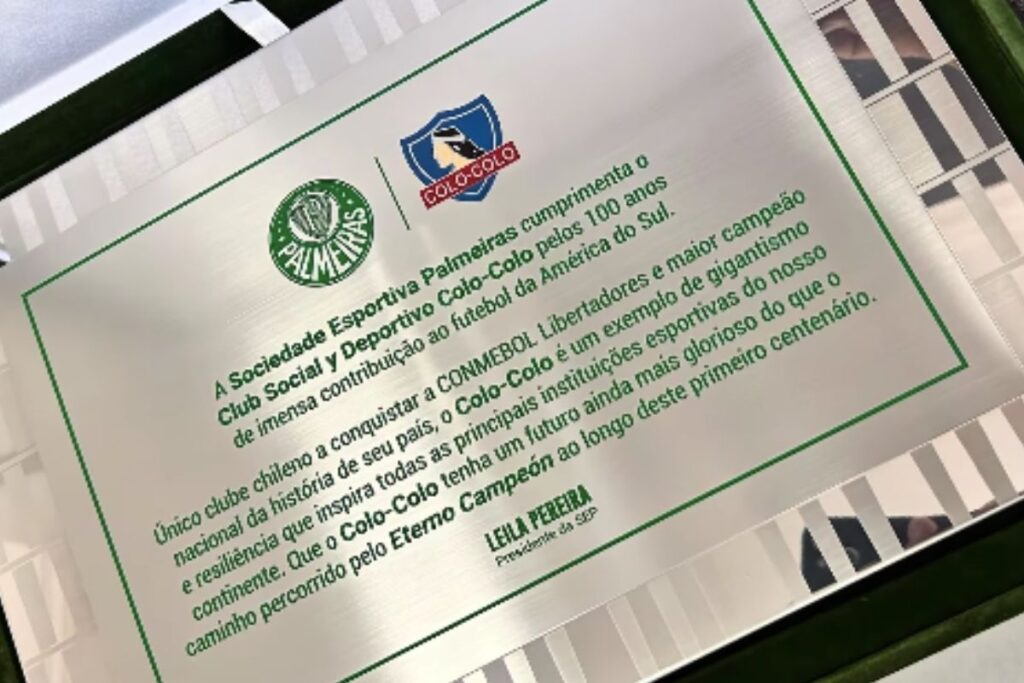 PALMEIRAS
COLO-COLO
A Sociedade Esportiva Palmeiras cumprimenta o
Club Social y Deportivo Colo-Colo pelos 100 anos
de imensa contribuição ao futebol da América do Sul.
Único clube chileno a conquistar a CONMEBOL Libertadores e maior campeão
nacional da história de seu país, o Colo-Colo é um exemplo de gigantismo
e resiliência que inspira todas as principais instituições esportivas do nosso
continente. Que o Colo-Colo tenha um futuro ainda mais glorioso do que o
caminho percorrido pelo Eterno Campeón ao longo deste primeiro centenário.
LEILA PEREIRA
Presidente da SEP